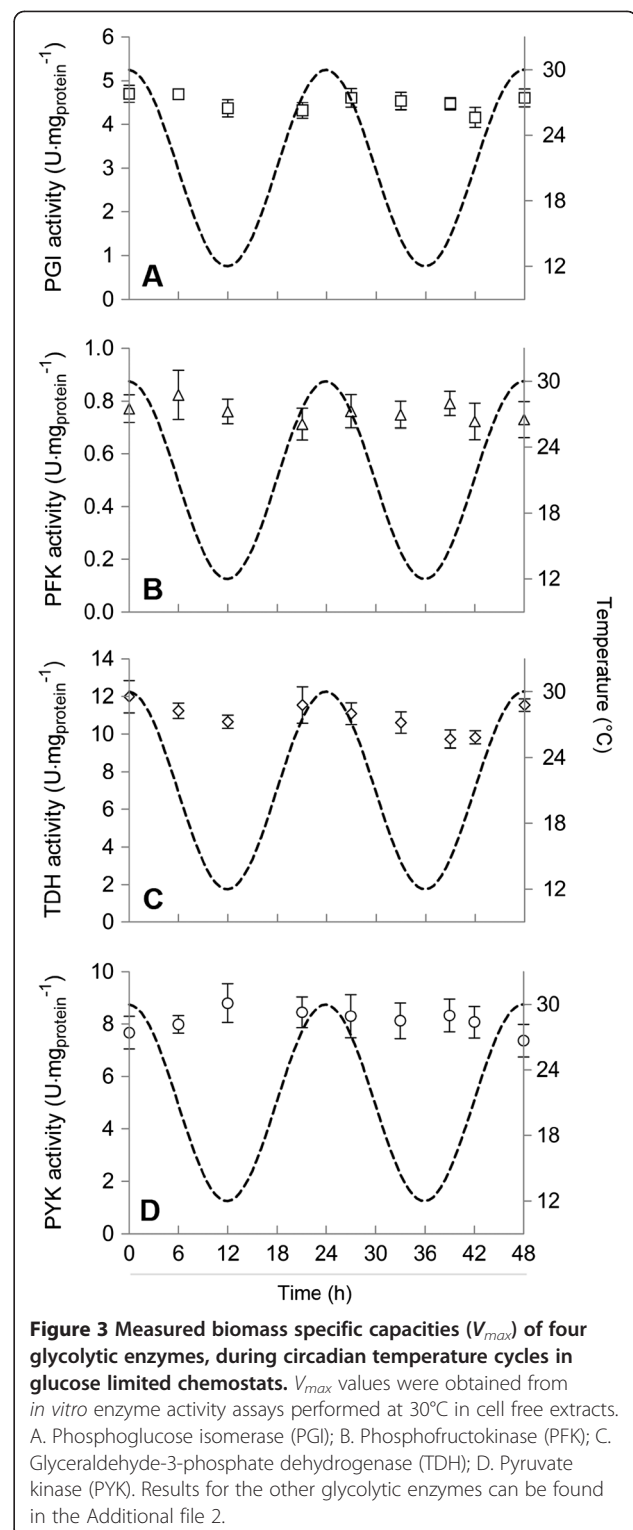 6
5
4
3
2
1
0
PGI activity (U·mgprotein⁻¹)
A
30
26
22
18
12
1.0
0.8
0.6
0.4
0.2
0.0
PFK activity (U·mgprotein⁻¹)
B
30
24
18
12
14
12
10
8
6
4
2
0
TDH activity (U·mgprotein⁻¹)
C
30
24
18
12
10
8
6
4
2
0
PYK activity (U·mgprotein⁻¹)
D
30
24
18
12
Temperature (°C)
0 6 12 18 24 30 36 42 48
Time (h)
Figure 3 Measured biomass specific capacities (Vmax) of four
glycolytic enzymes, during circadian temperature cycles in
glucose limited chemostats. Vmax values were obtained from
in vitro enzyme activity assays performed at 30°C in cell free extracts.
A. Phosphoglucose isomerase (PGI); B. Phosphofructokinase (PFK); C.
Glyceraldehyde-3-phosphate dehydrogenase (TDH); D. Pyruvate
kinase (PYK). Results for the other glycolytic enzymes can be found
in the Additional file 2.